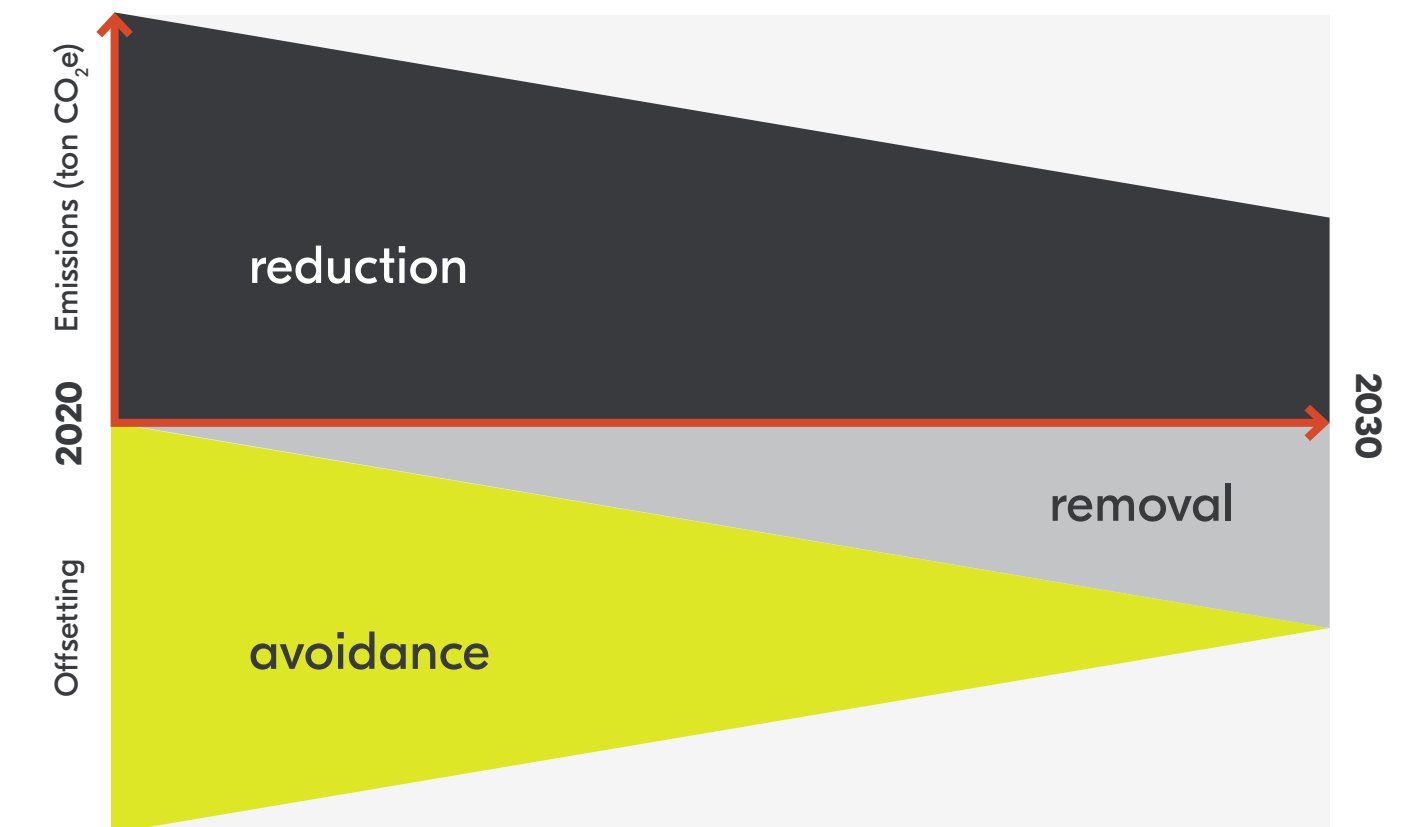 Emissions (ton CO₂e)
reduction
2020
2030
removal
Offsetting
avoidance